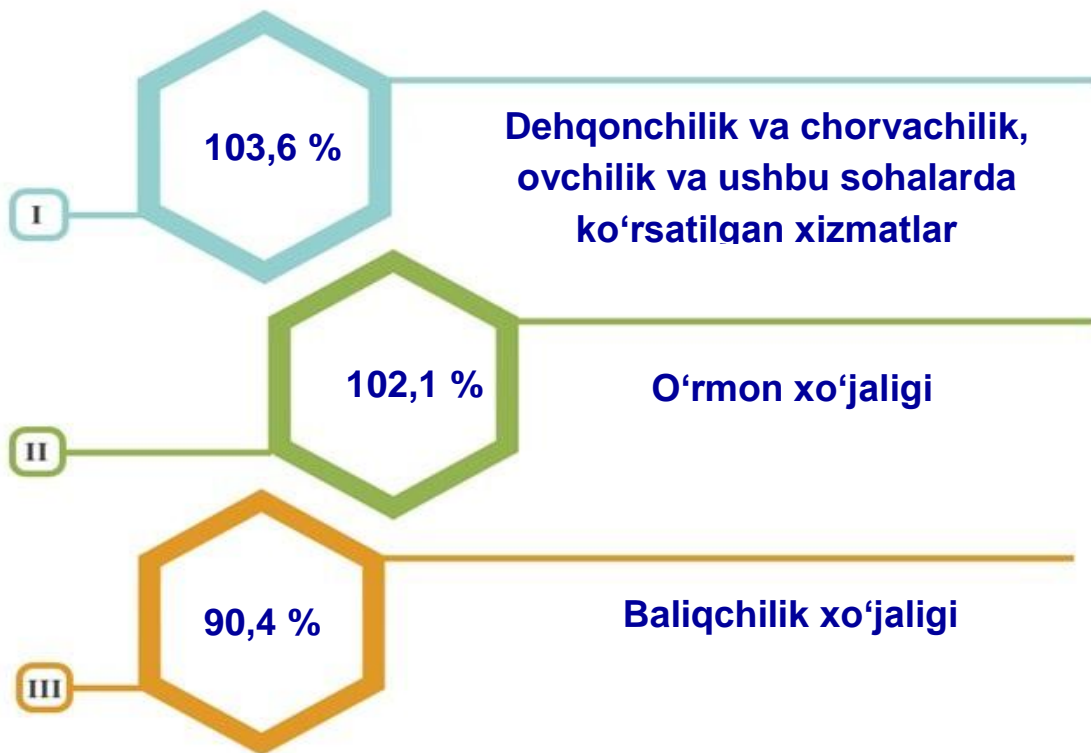 103,6 %
Dehqonchilik va chorvachilik,
ovchilik va ushbu sohalarda
ko‘rsatilgan xizmatlar
I
102,1 %
O‘rmon xo‘jaligi
II
90,4 %
Baliqchilik xo‘jaligi
III